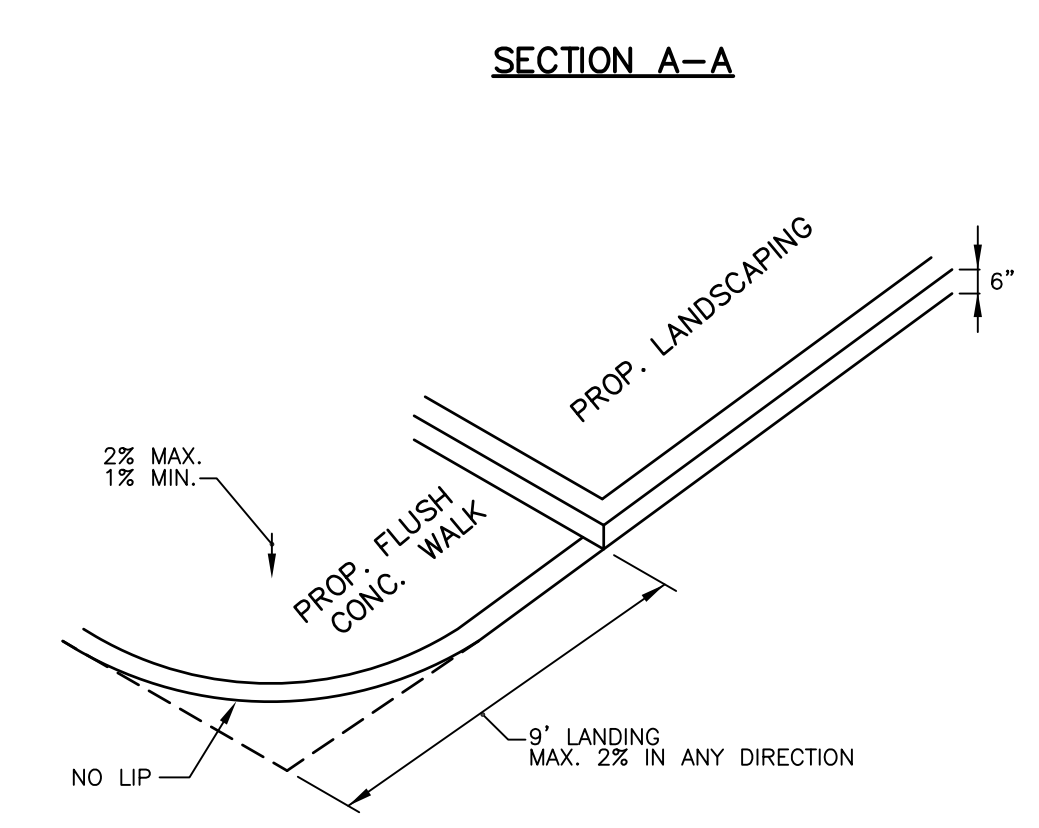 SECTION A-A
PROP. LANDSCAPING
6"
2% MAX.
1% MIN.
PROP. FLUSH
CONC. WALK
9' LANDING
MAX. 2% IN ANY DIRECTION
NO LIP